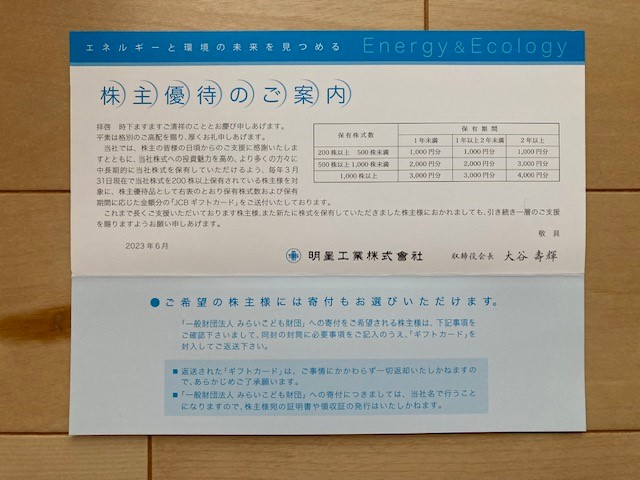 エネルギーと環境の未来を見つめる Energy & Ecology
株主優待のご案内
拝啓 時下ますますご清祥のこととお慶び申しあげます。
平素は格別のご高配を賜り、厚くお礼申しあげます。
当社では、株主の皆様の日頃からのご支援に感謝いたしま
すとともに、当社株式への投資魅力を高め、より多くの方々に
中長期的に当社株式を保有していただけるよう、毎年3月
31日現在で当社株式を200株以上保有されている株主様を対
象に、株主優待品として右表のとおり保有株式数および保有
期間に応じた金額分の「JCBギフトカード」をご送付いたしております。
保有株式数 保有期間
1年未満 1年以上2年未満 2年以上
200株以上 500株未満 1,000円分 1,000円分 1,000円分
500株以上1,000株未満 2,000円分 2,000円分 3,000円分
1,000株以上 3,000円分 3,000円分 4,000円分
これまで長くご支援いただいております株主様、また新たに株式を保有していただきました株主様におかれましても、引き続き一層のご支援
を賜りますようお願い申しあげます。
敬具
2023年6月
明星工業株式會社 取締役会長 大谷 壽輝
●ご希望の株主様には寄付もお選びいただけます。
「一般財団法人 みらいこども財団」への寄付をご希望される株主様は、下記事項を
ご確認下さいまして、同封の封筒に必要事項をご記入のうえ、「ギフトカード」を
封入してご返送下さい。
■返送された「ギフトカード」は、ご事情にかかわらず一切返却いたしかねますの
で、あらかじめご了承願います。
■「一般財団法人 みらいこども財団」への寄付につきましては、当社名で行うこと
になりますので、株主様宛の証明書や領収証の発行はいたしかねます。